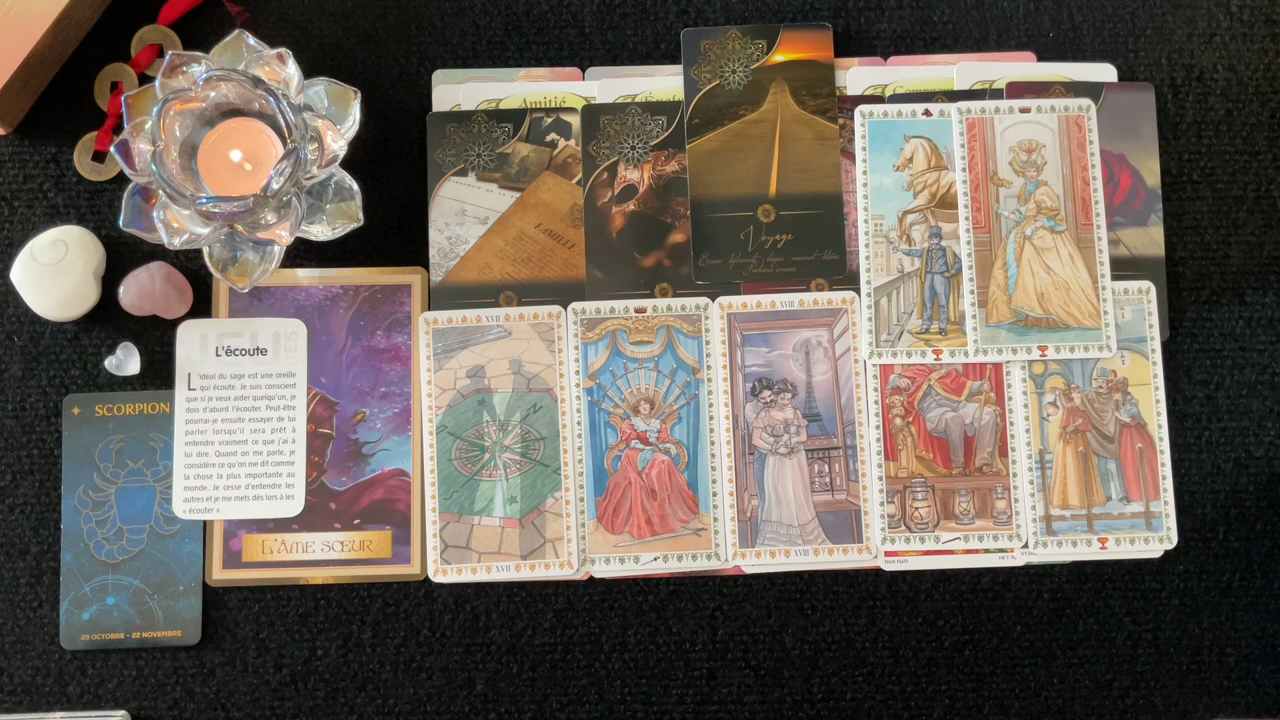 Amitié
FAMILLE
Voyage
L'écoute
L'idéal du sage est une oreille
qui écoute. Je suis conscient
que si je veux aider quelqu'un, je
dois d'abord l'écouter. Peut-être
pourrai-je ensuite essayer de lui
parler lorsqu'il sera prêt à
entendre vraiment ce que j'ai à
lui dire. Quand on me parle, je
considère ce qu'on me dit comme
la chose la plus importante au
monde. Je cesse d'entendre les
autres et je me mets dès lors à les
« écouter ».
SCORPION
23 OCTOBRE - 22 NOVEMBRE
L'ÂME SŒUR
XVII
XVII
N
XVIII
XVIII